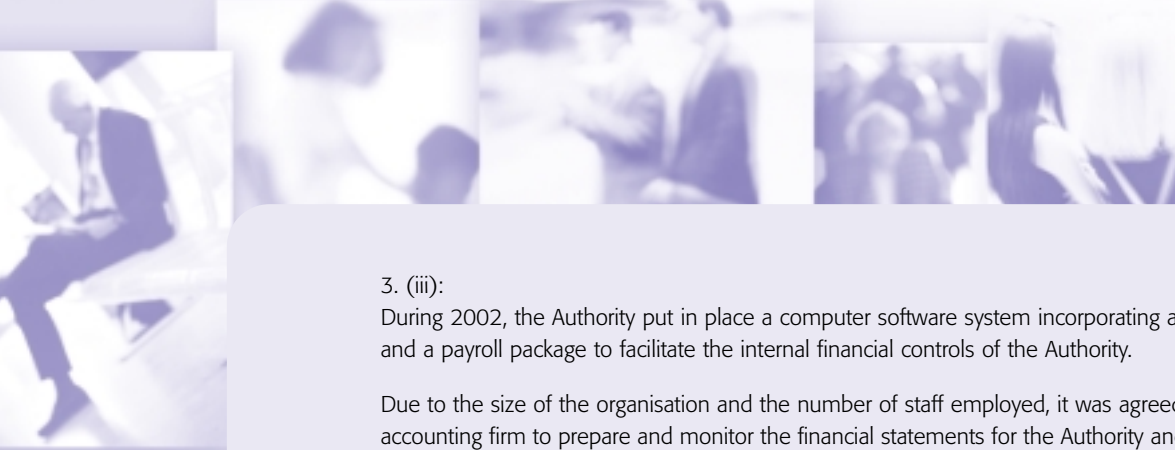 3. (iii):
During 2002, the Authority put in place a computer software system incorporating
and a payroll package to facilitate the internal financial controls of the Authority.
Due to the size of the organisation and the number of staff employed, it was agreed
accounting firm to prepare and monitor the financial statements for the Authority